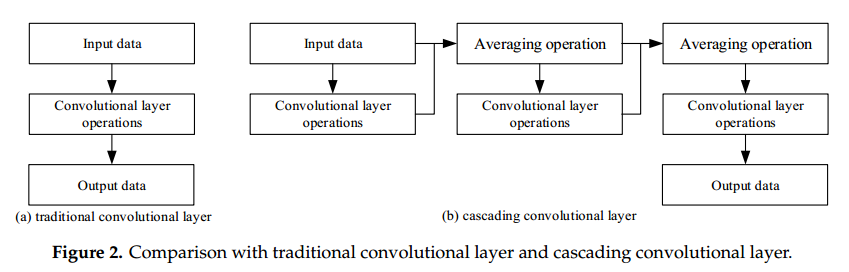 Input data
Convolutional layer
operations
Output data
(a) traditional convolutional layer
Input data
Convolutional layer
operations
Averaging operation
Convolutional layer
operations
Averaging operation
Convolutional layer
operations
Output data
(b) cascading convolutional layer
Figure 2. Comparison with traditional convolutional layer and cascading convolutional layer.